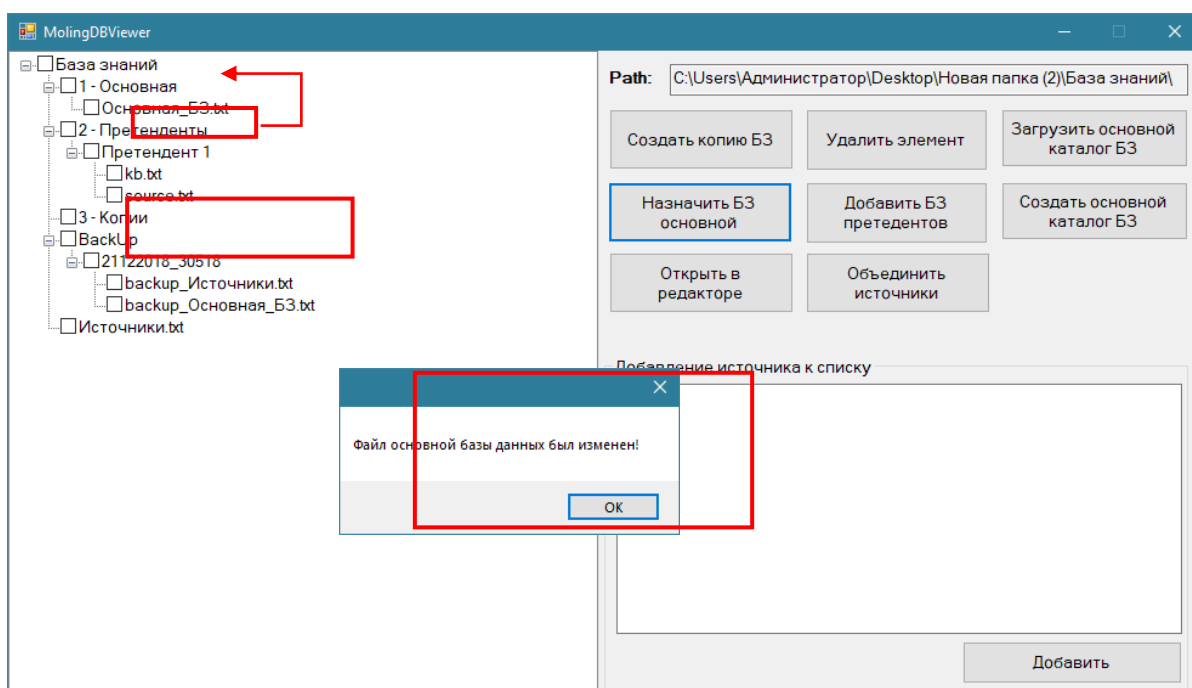 MolingDBViewer
База знаний
1 - Основная
Основная_БЗ.txt
2 - Претенденты
Претендент 1
kb.txt
source.txt
3 - Копии
BackUp
21122018_30518
backup_Источники.txt
backup_Основная_БЗ.txt
Источники.txt
Path: C:\Users\Администратор\Desktop\Новая папка (2)\База знаний\
Создать копию БЗ
Удалить элемент
Загрузить основной
каталог БЗ
Назначить БЗ
основной
Добавить БЗ
претедентов
Создать основной
каталог БЗ
Открыть в
редакторе
Объединить
источники
Добавление источника к списку
Файл основной базы данных был изменен!
OK
Добавить